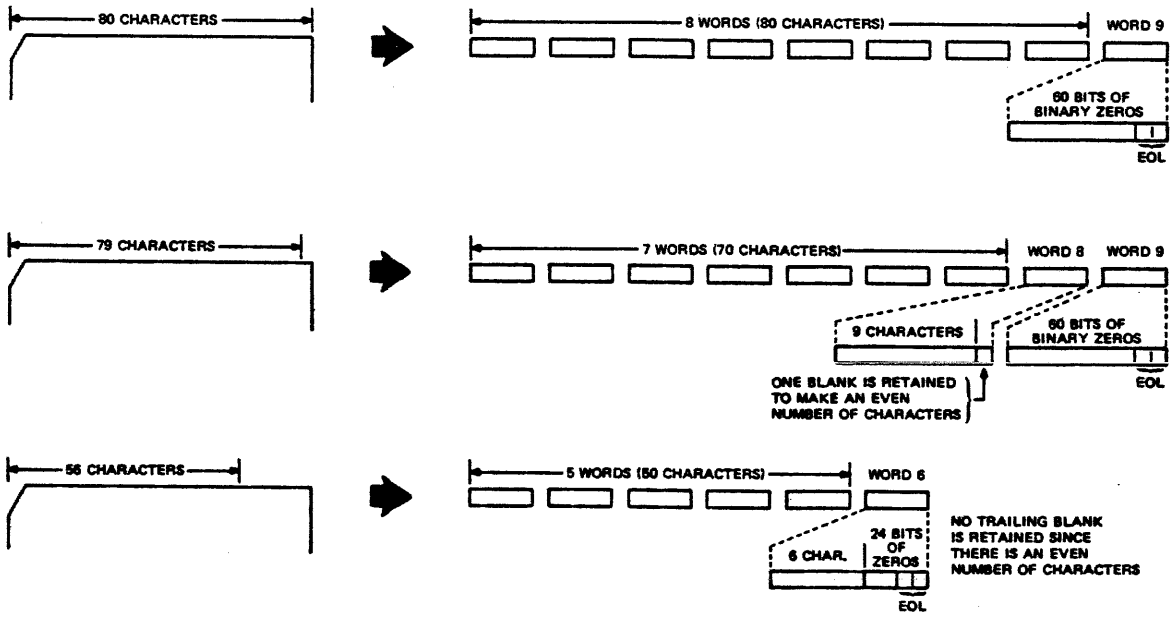 80 CHARACTERS
8 WORDS (80 CHARACTERS)
WORD 9
60 BITS OF
BINARY ZEROS
EOL
79 CHARACTERS
7 WORDS (70 CHARACTERS)
WORD 8
WORD 9
9 CHARACTERS
60 BITS OF
BINARY ZEROS
EOL
ONE BLANK IS RETAINED
TO MAKE AN EVEN
NUMBER OF CHARACTERS
56 CHARACTERS
5 WORDS (50 CHARACTERS)
WORD 6
6 CHAR.
24 BITS
OF
ZEROS
EOL
NO TRAILING BLANK
IS RETAINED SINCE
THERE IS AN EVEN
NUMBER OF CHARACTERS